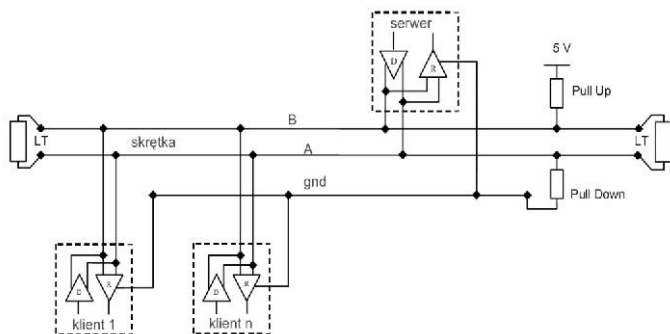 serwer
D
R
5 V
Pull Up
B
LT
skrętka
A
LT
gnd
Pull Down
D
R
klient 1
D
R
klient n